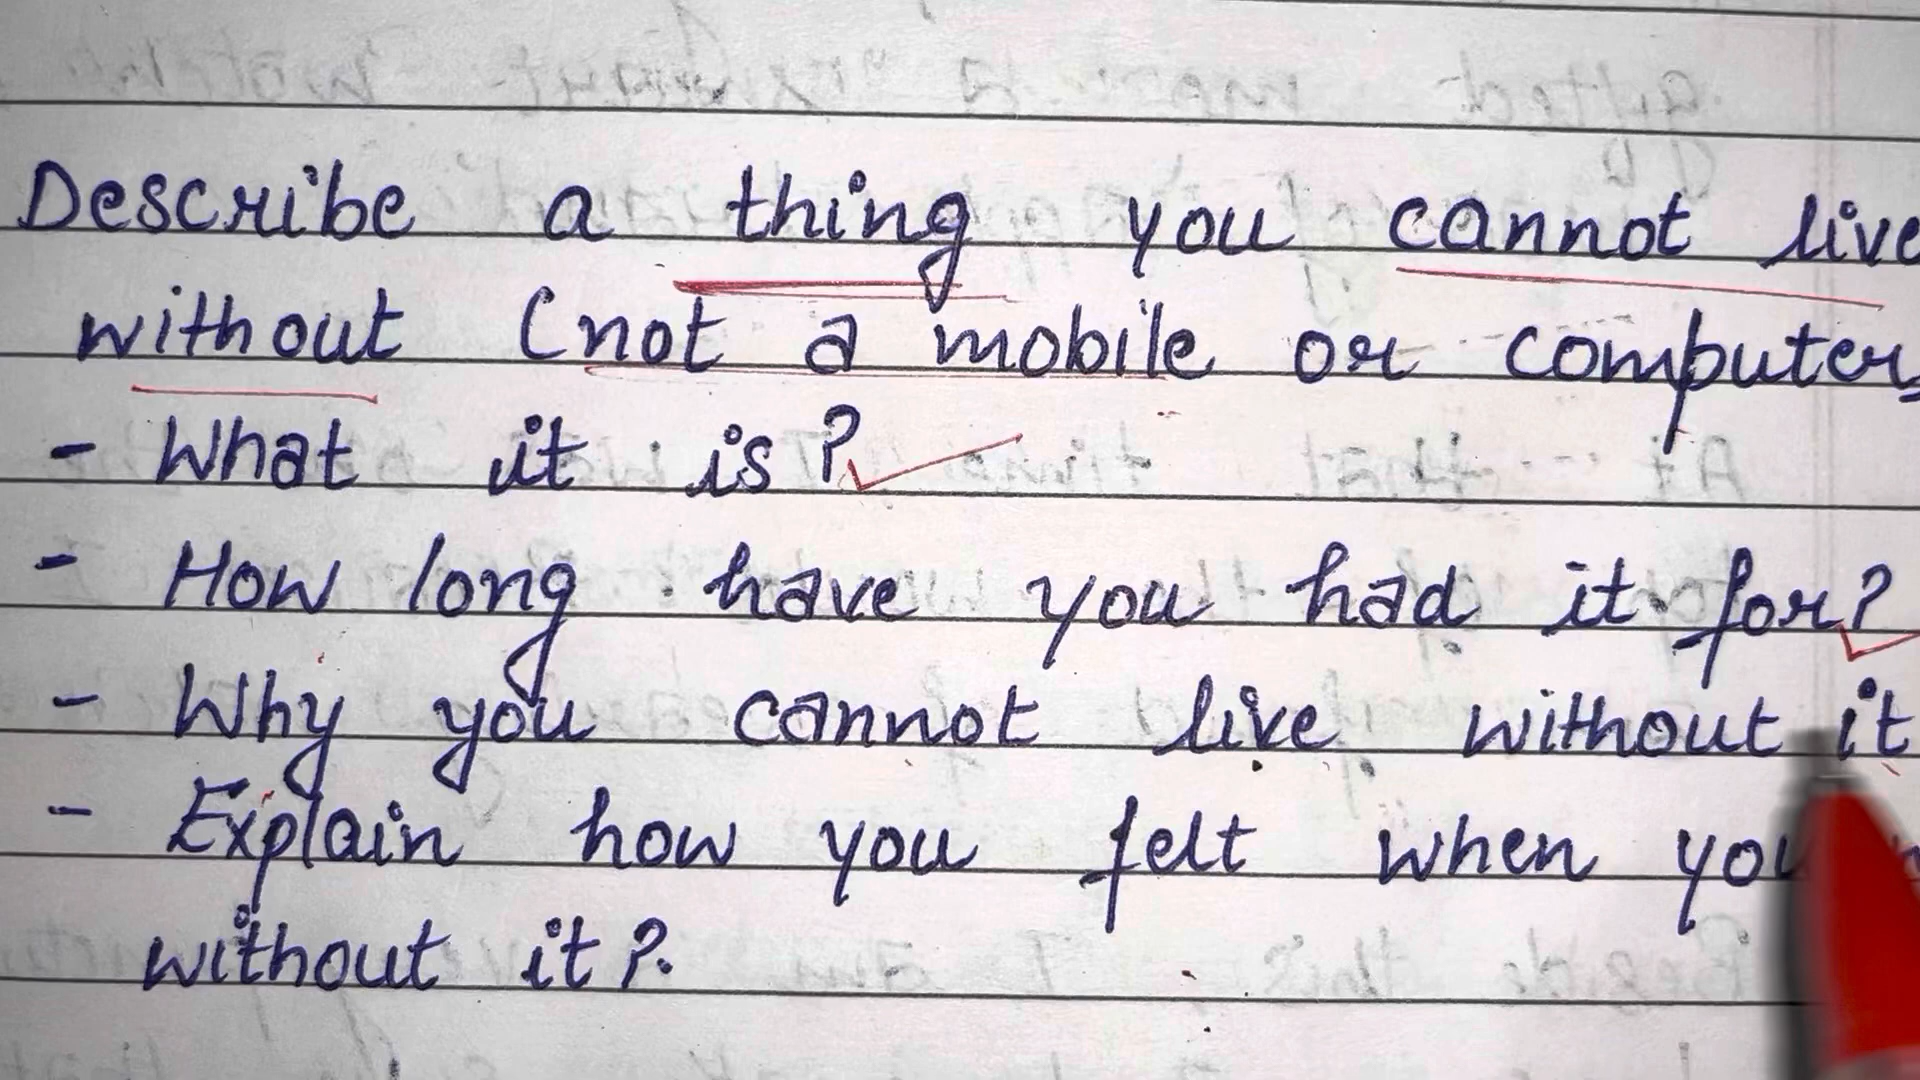 Describe a thing you cannot live
without (not a mobile or computer
- What it is?
- How long have you had it for?
- Why you cannot live without it
- Explain how you felt when you
without it?.